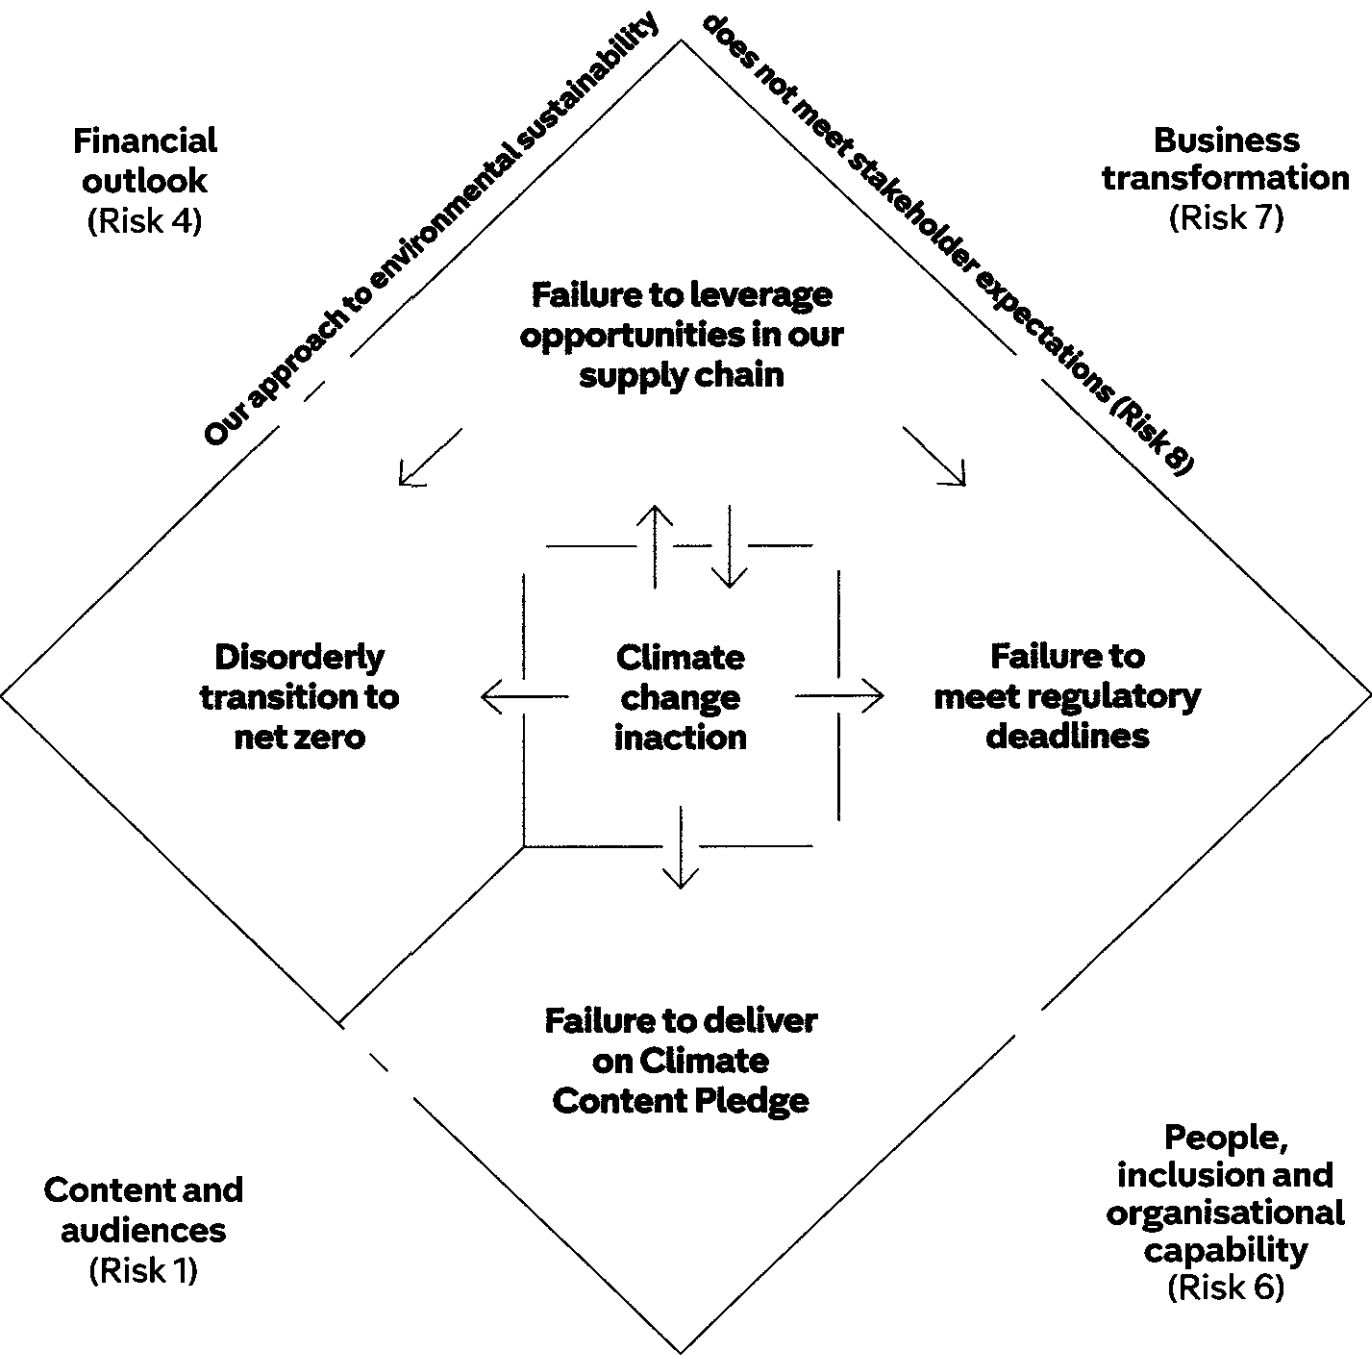 Our approach to environmental sustainability
does not meet stakeholder expectations (Risk 8)
Financial
outlook
(Risk 4)
Business
transformation
(Risk 7)
Failure to leverage
opportunities in our
supply chain
Disorderly
transition to
net zero
Climate
change
inaction
Failure to
meet regulatory
deadlines
Failure to deliver
on Climate
Content Pledge
Content and
audiences
(Risk 1)
People,
inclusion and
organisational
capability
(Risk 6)